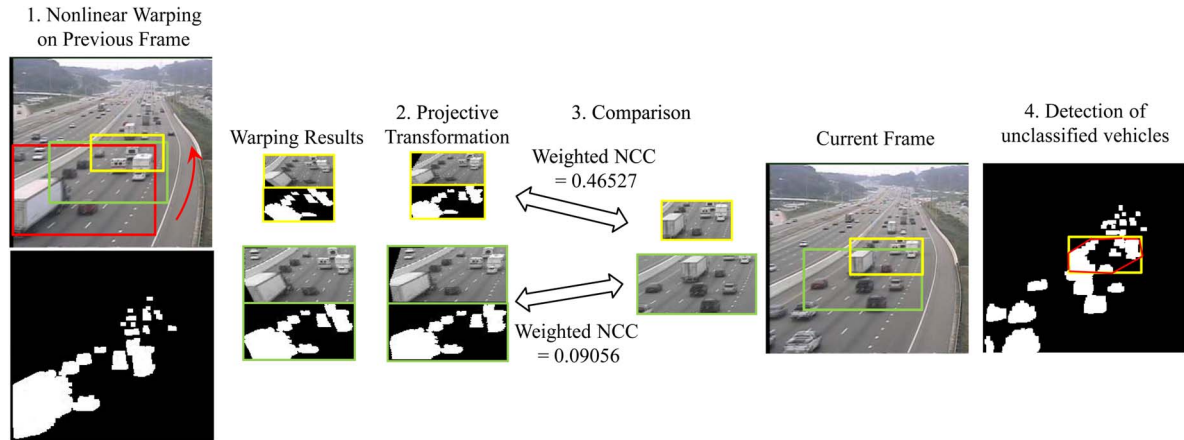 1. Nonlinear Warping
on Previous Frame
Warping Results
2. Projective
Transformation
3. Comparison
Weighted NCC
= 0.46527
Weighted NCC
= 0.09056
Current Frame
4. Detection of
unclassified vehicles